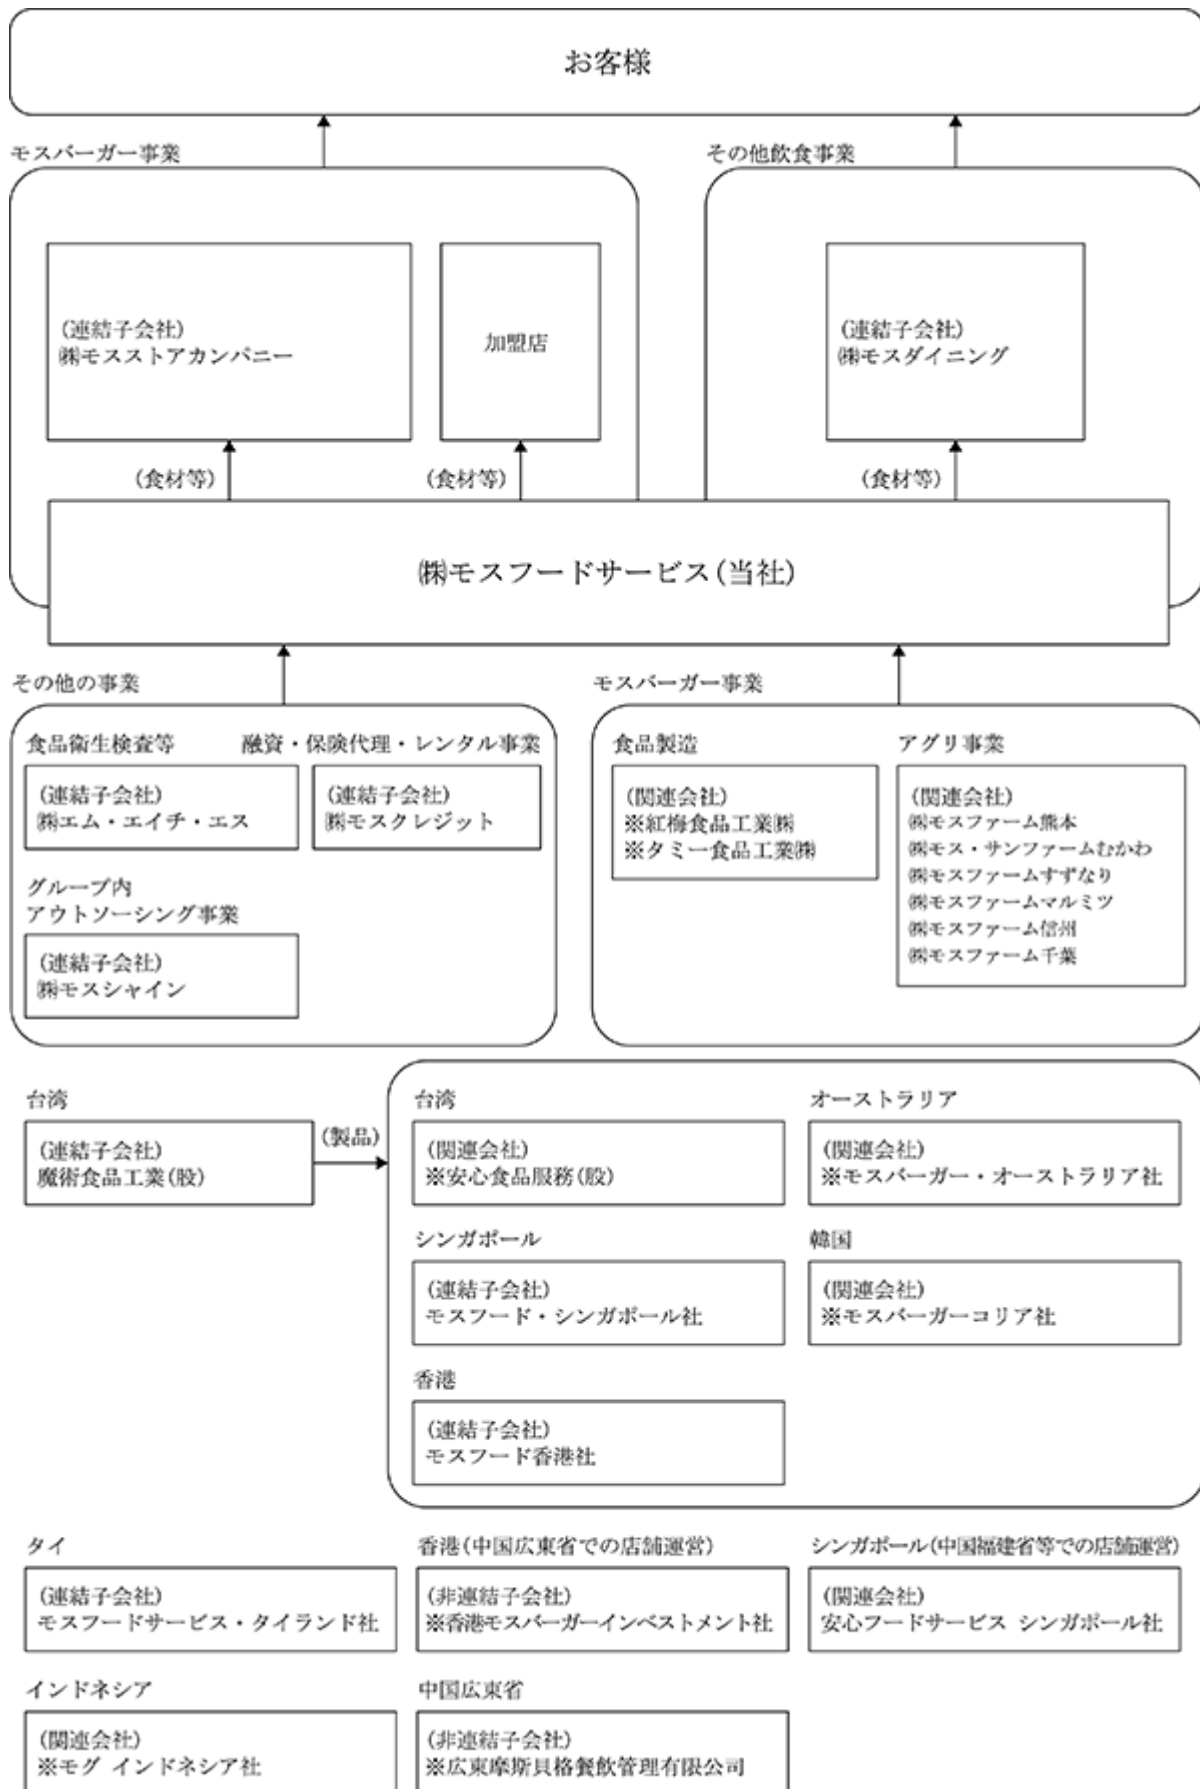 お客様
モスバーガー事業
その他飲食事業
(連結子会社)
㈱モスストアカンパニー
加盟店
(連結子会社)
㈱モスダイニング
(食材等)
(食材等)
(食材等)
㈱モスフードサービス(当社)
その他の事業
モスバーガー事業
食品衛生検査等
融資・保険代理・レンタル事業
(連結子会社)
㈱エム・エイチ・エス
(連結子会社)
㈱モスクレジット
グループ内
アウトソーシング事業
(連結子会社)
㈱モスシャイン
食品製造
(関連会社)
※紅梅食品工業㈱
※タミー食品工業㈱
アグリ事業
(関連会社)
㈱モスファーム熊本
㈱モス・サンファームむかわ
㈱モスファームすずなり
㈱モスファームマルミツ
㈱モスファーム信州
㈱モスファーム千葉
台湾
(連結子会社)
魔術食品工業(股)
(製品)
台湾
(関連会社)
※安心食品服務(股)
オーストラリア
(関連会社)
※モスバーガー・オーストラリア社
シンガポール
(連結子会社)
モスフード・シンガポール社
韓国
(関連会社)
※モスバーガーコリア社
香港
(連結子会社)
モスフード香港社
タイ
(連結子会社)
モスフードサービス・タイランド社
香港(中国広東省での店舗運営)
(非連結子会社)
※香港モスバーガーインベストメント社
シンガポール(中国福建省等での店舗運営)
(関連会社)
安心フードサービス シンガポール社
インドネシア
(関連会社)
※モグ インドネシア社
中国広東省
(非連結子会社)
※広東摩斯貝格餐飲管理有限公司